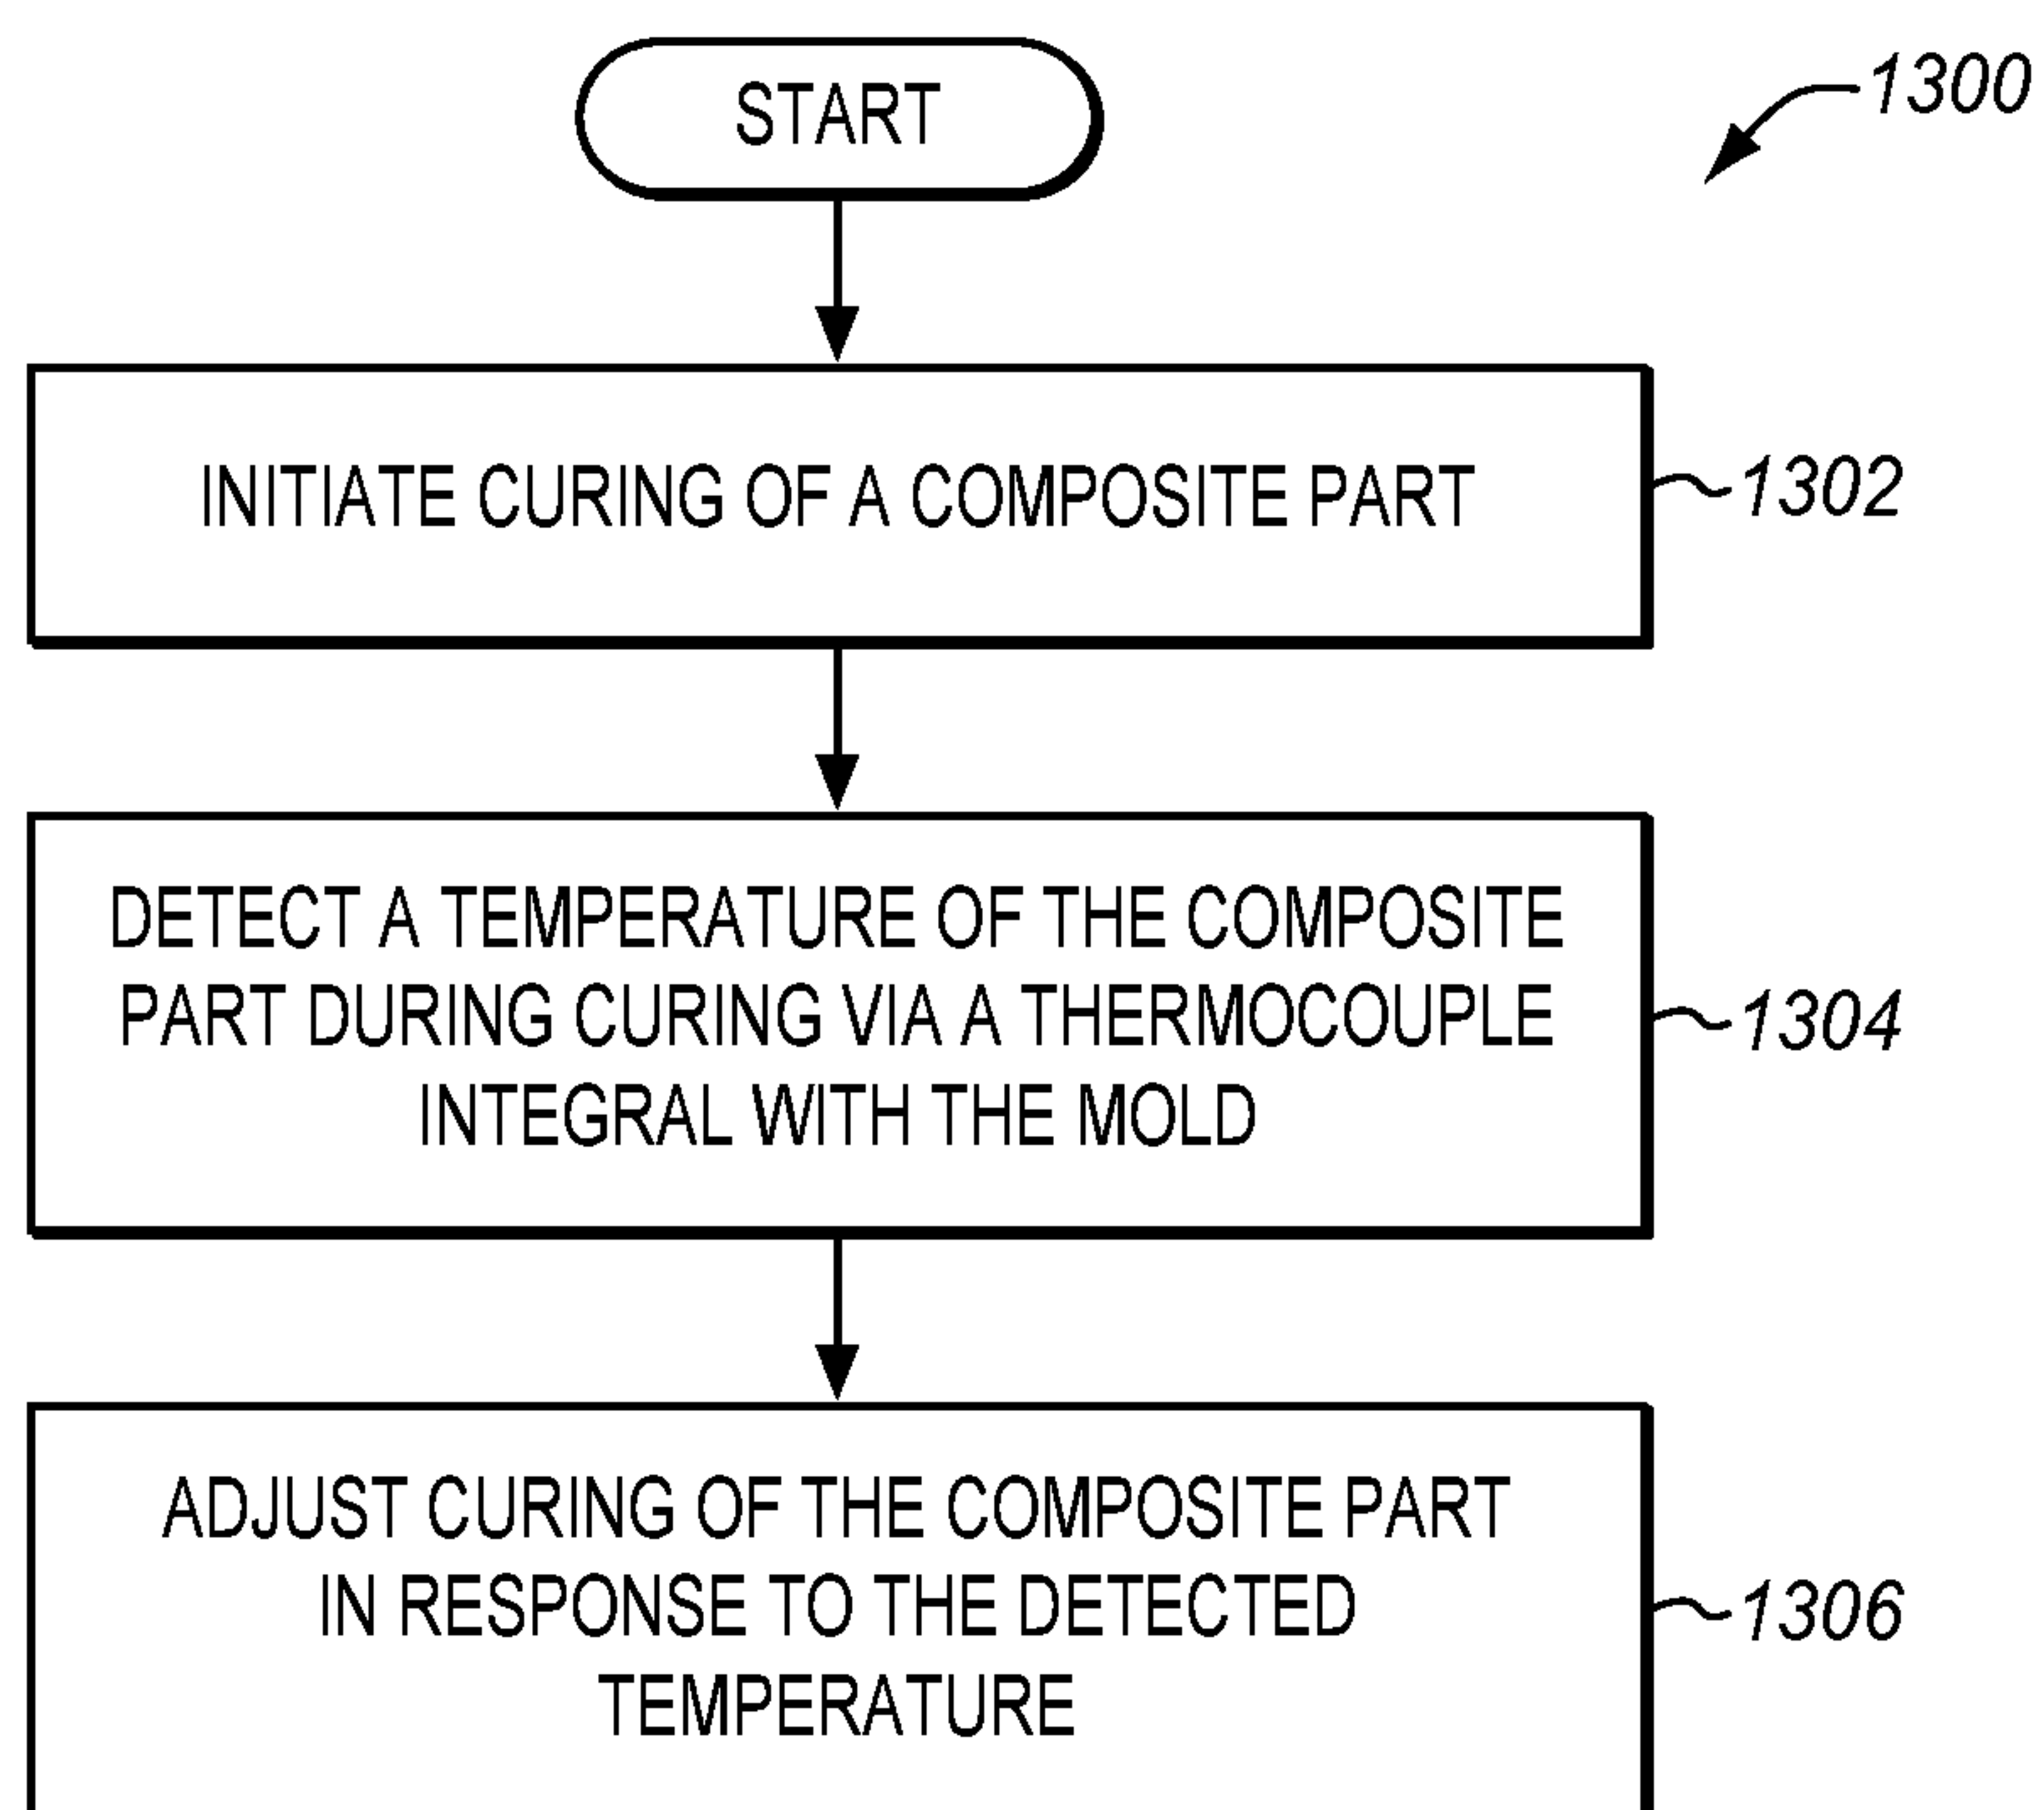 START
1300
INITIATE CURING OF A COMPOSITE PART
1302
DETECT A TEMPERATURE OF THE COMPOSITE
PART DURING CURING VIA A THERMOCOUPLE
INTEGRAL WITH THE MOLD
1304
ADJUST CURING OF THE COMPOSITE PART
IN RESPONSE TO THE DETECTED
TEMPERATURE
1306